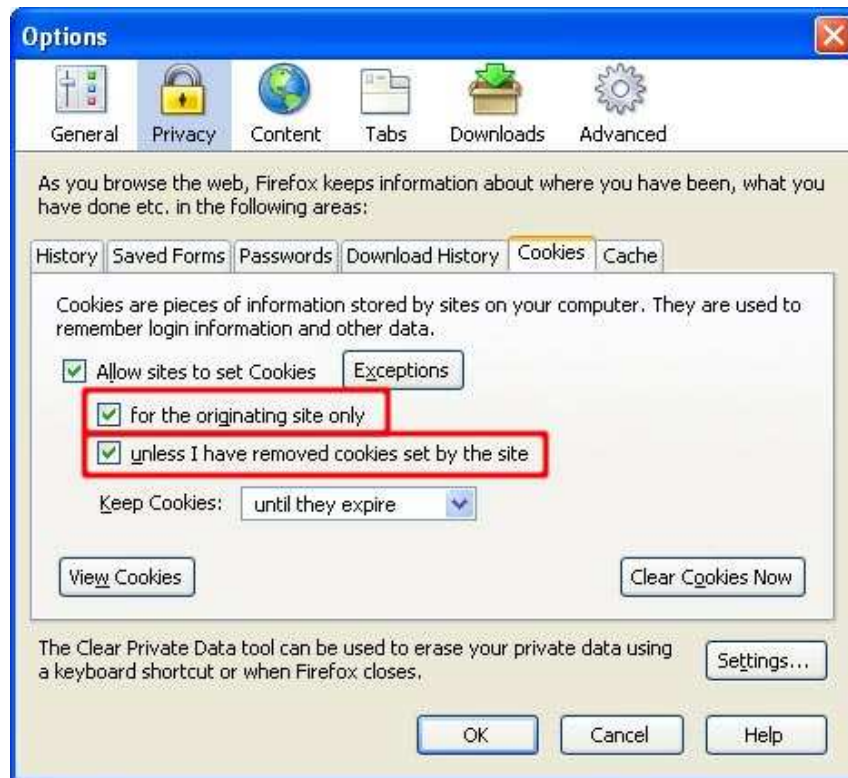 Options
General Privacy Content Tabs Downloads Advanced
As you browse the web, Firefox keeps information about where you have been, what you
have done etc. in the following areas:
History Saved Forms Passwords Download History Cookies Cache
Cookies are pieces of information stored by sites on your computer. They are used to
remember login information and other data.
Allow sites to set Cookies Exceptions
for the originating site only
unless I have removed cookies set by the site
Keep Cookies: until they expire
View Cookies Clear Cookies Now
The Clear Private Data tool can be used to erase your private data using
a keyboard shortcut or when Firefox closes.
Settings...
OK Cancel Help